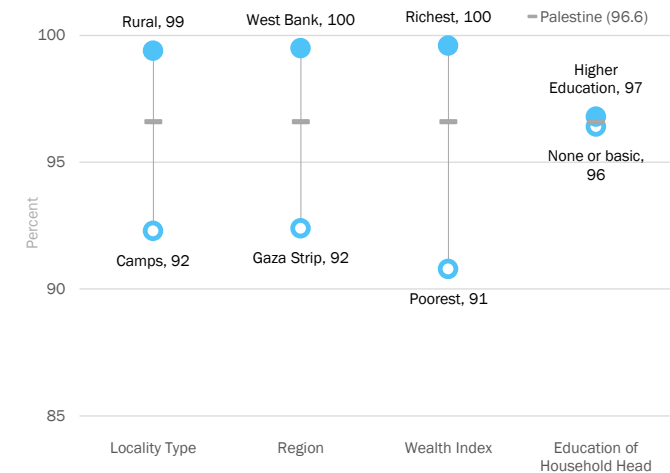 Rural, 99
West Bank, 100
Richest, 100
Palestine (96.6)
100
Higher
Education, 97
95
None or basic,
96
Percent
Camps, 92
Gaza Strip, 92
90
Poorest, 91
85
Locality Type
Region
Wealth Index
Education of
Household Head